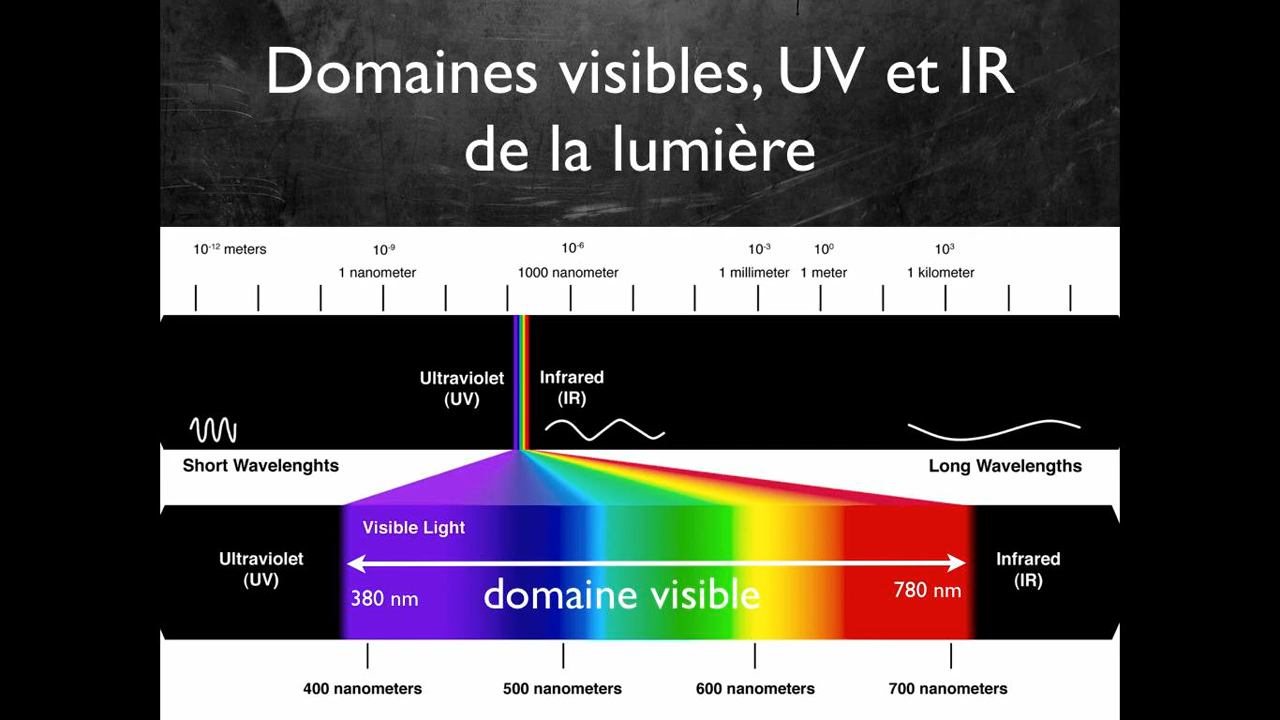 Domaines visibles, UV et IR
de la lumière
10⁻¹² meters 10⁻⁹ 10⁻⁶ 10⁻³ 10⁰ 10³
1 nanometer 1000 nanometer 1 millimeter 1 meter 1 kilometer
Ultraviolet Infrared
(UV) (IR)
Short Wavelenghts Long Wavelengths
Visible Light
Ultraviolet Infrared
(UV) (IR)
380 nm domaine visible 780 nm
400 nanometers 500 nanometers 600 nanometers 700 nanometers